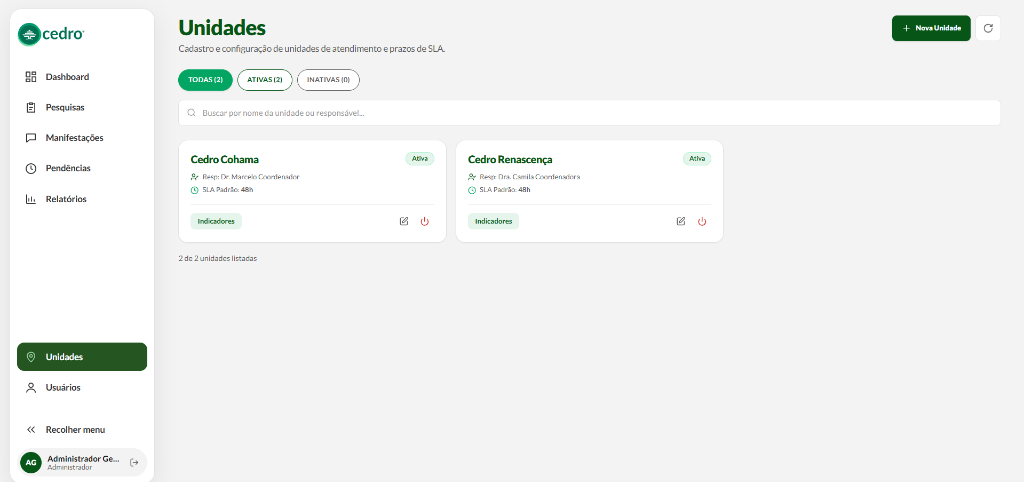 cedro
Dashboard
Pesquisas
Manifestações
Pendências
Relatórios
Unidades
Usuários
Recolher menu
AG
Administrador Ge...
Administrador
Unidades
Cadastro e configuração de unidades de atendimento e prazos de SLA.
Nova Unidade
TODAS (2)
ATIVAS (2)
INATIVAS (0)
Buscar por nome da unidade ou responsável...
Cedro Cohama
Ativa
Resp: Dr. Marcelo Coordenador
SLA Padrão: 48h
Indicadores
Cedro Renascença
Ativa
Resp: Dra. Camila Coordenadora
SLA Padrão: 48h
Indicadores
2 de 2 unidades listadas